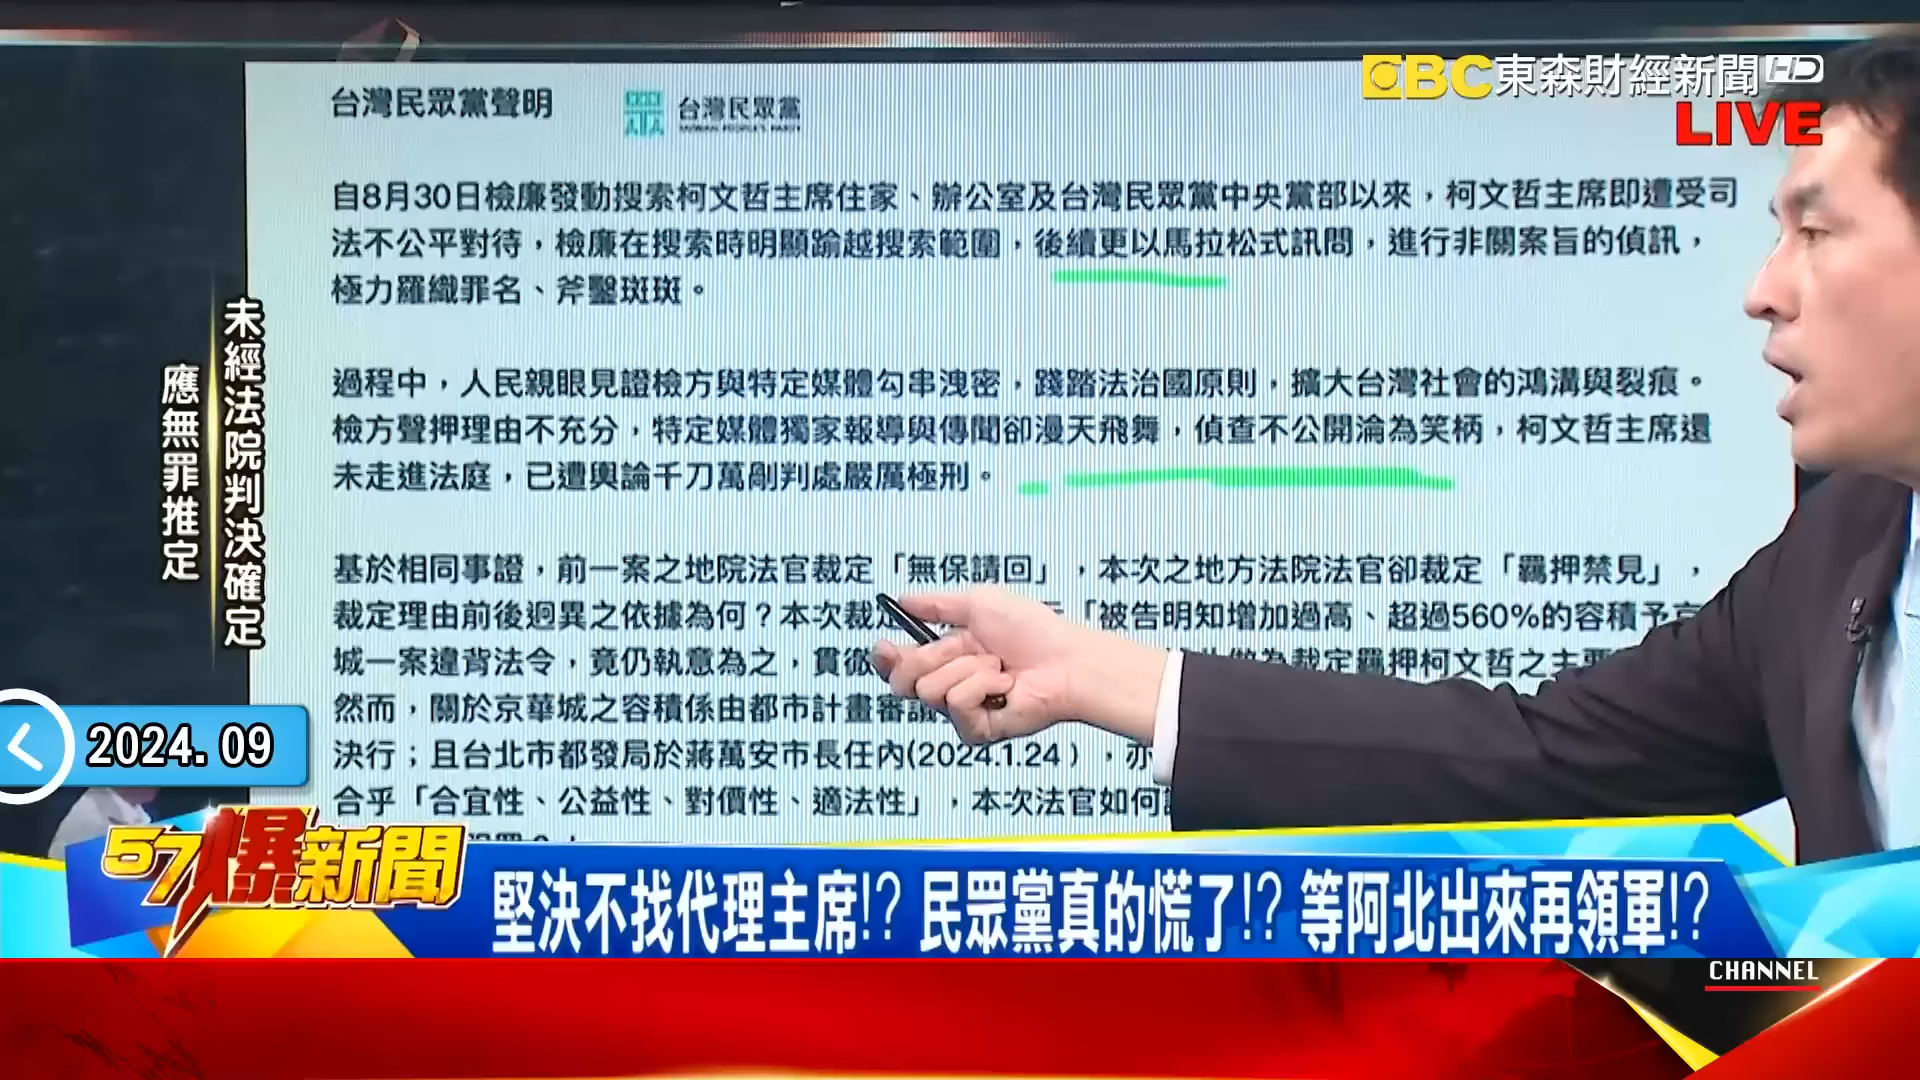 EBC東森財經新聞HD
LIVE
台灣民眾黨聲明
台灣民眾黨
TAIWAN PEOPLE'S PARTY
自8月30日檢廉發動搜索柯文哲主席住家、辦公室及台灣民眾黨中央黨部以來，柯文哲主席即遭受司
法不公平對待，檢廉在搜索時明顯踰越搜索範圍，後續更以馬拉松式訊問，進行非關案旨的偵訊，
極力羅織罪名、斧鑿斑斑。
過程中，人民親眼見證檢方與特定媒體勾串洩密，踐踏法治國原則，擴大台灣社會的鴻溝與裂痕。
檢方聲押理由不充分，特定媒體獨家報導與傳聞卻漫天飛舞，偵查不公開淪為笑柄，柯文哲主席還
未走進法庭，已遭輿論千刀萬剮判處嚴厲極刑。
基於相同事證，前一案之地院法官裁定「無保請回」，本次之地方法院法官卻裁定「羈押禁見」，
裁定理由前後迥異之依據為何？本次裁定「被告明知增加過高、超過560%的容積予京
城一案違背法令，竟仍執意為之，貫徹做為裁定羈押柯文哲之主要
然而，關於京華城之容積係由都市計畫審議
決行；且台北市都發局於蔣萬安市長任內(2024.1.24），亦
合乎「合宜性、公益性、對價性、適法性」，本次法官如何
未經法院判決確定
應無罪推定
2024.09
57爆新聞
堅決不找代理主席!? 民眾黨真的慌了!? 等阿北出來再領軍!?
CHANNEL